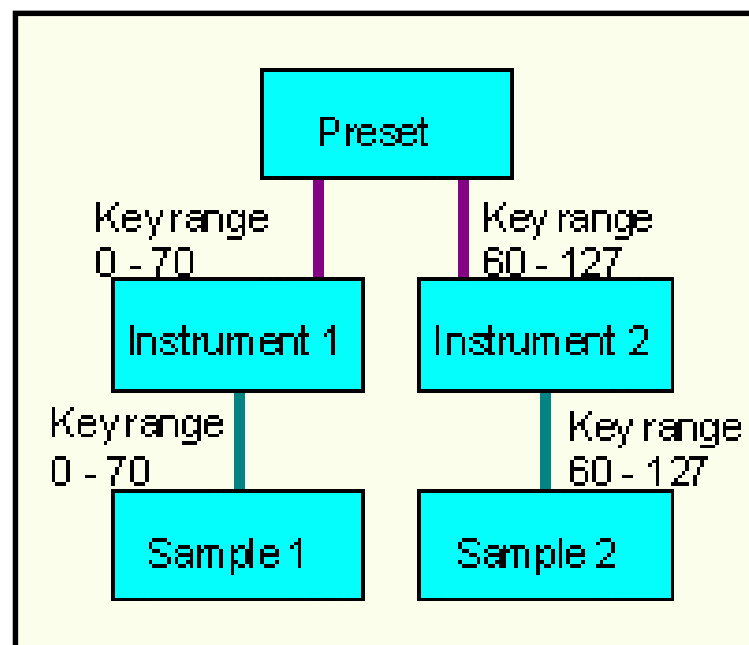 Preset
Key range
0 - 70
Key range
60 - 127
Instrument 1
Instrument 2
Key range
0 - 70
Key range
60 - 127
Sample 1
Sample 2